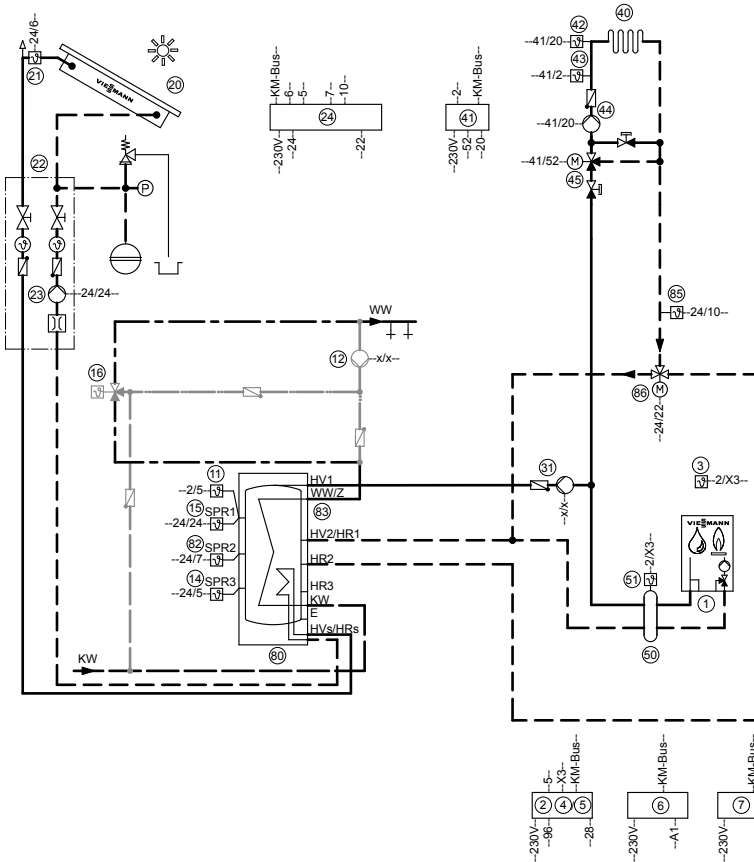 --24/6--
21
VIESSMANN
20
KM-Bus--
6--
5--
7--
10--
24
--230V--
--24--
--22--
KM-Bus--
--2--
41
--230V--
--52--
--20--
42
--41/20--
40
43
--41/2--
44
--41/20--
--41/52--
M
45
22
P
23
--24/24--
WW
12
--x/x--
16
85
--24/10--
86
M
--24/22--
31
--x/x--
3
--2/X3--
11
--2/5--
HV1
WW/Z
15
SPR1
--24/24--
83
82
SPR2
--24/7--
HV2/HR1
HR2
14
SPR3
--24/5--
HR3
KW
E
HVs/HRs
80
KW
VIESSMANN
51
--2/X3--
1
50
5--
X3--
KM-Bus--
2
4
5
--230V--
--96
--28--
KM-Bus--
6
--230V--
--A1--
KM-Bus--
7
--230V--